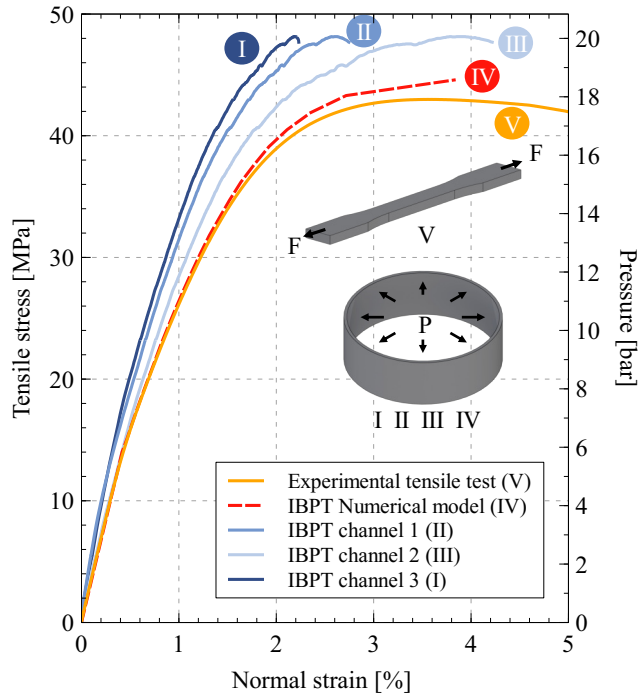 50
40
30
20
10
0
Tensile stress [MPa]
20
18
16
14
12
10
8
6
4
2
0
Pressure [bar]
I
II
III
IV
V
F
F
V
P
I II III IV
Experimental tensile test (V)
IBPT Numerical model (IV)
IBPT channel 1 (II)
IBPT channel 2 (III)
IBPT channel 3 (I)
0 1 2 3 4 5
Normal strain [%]